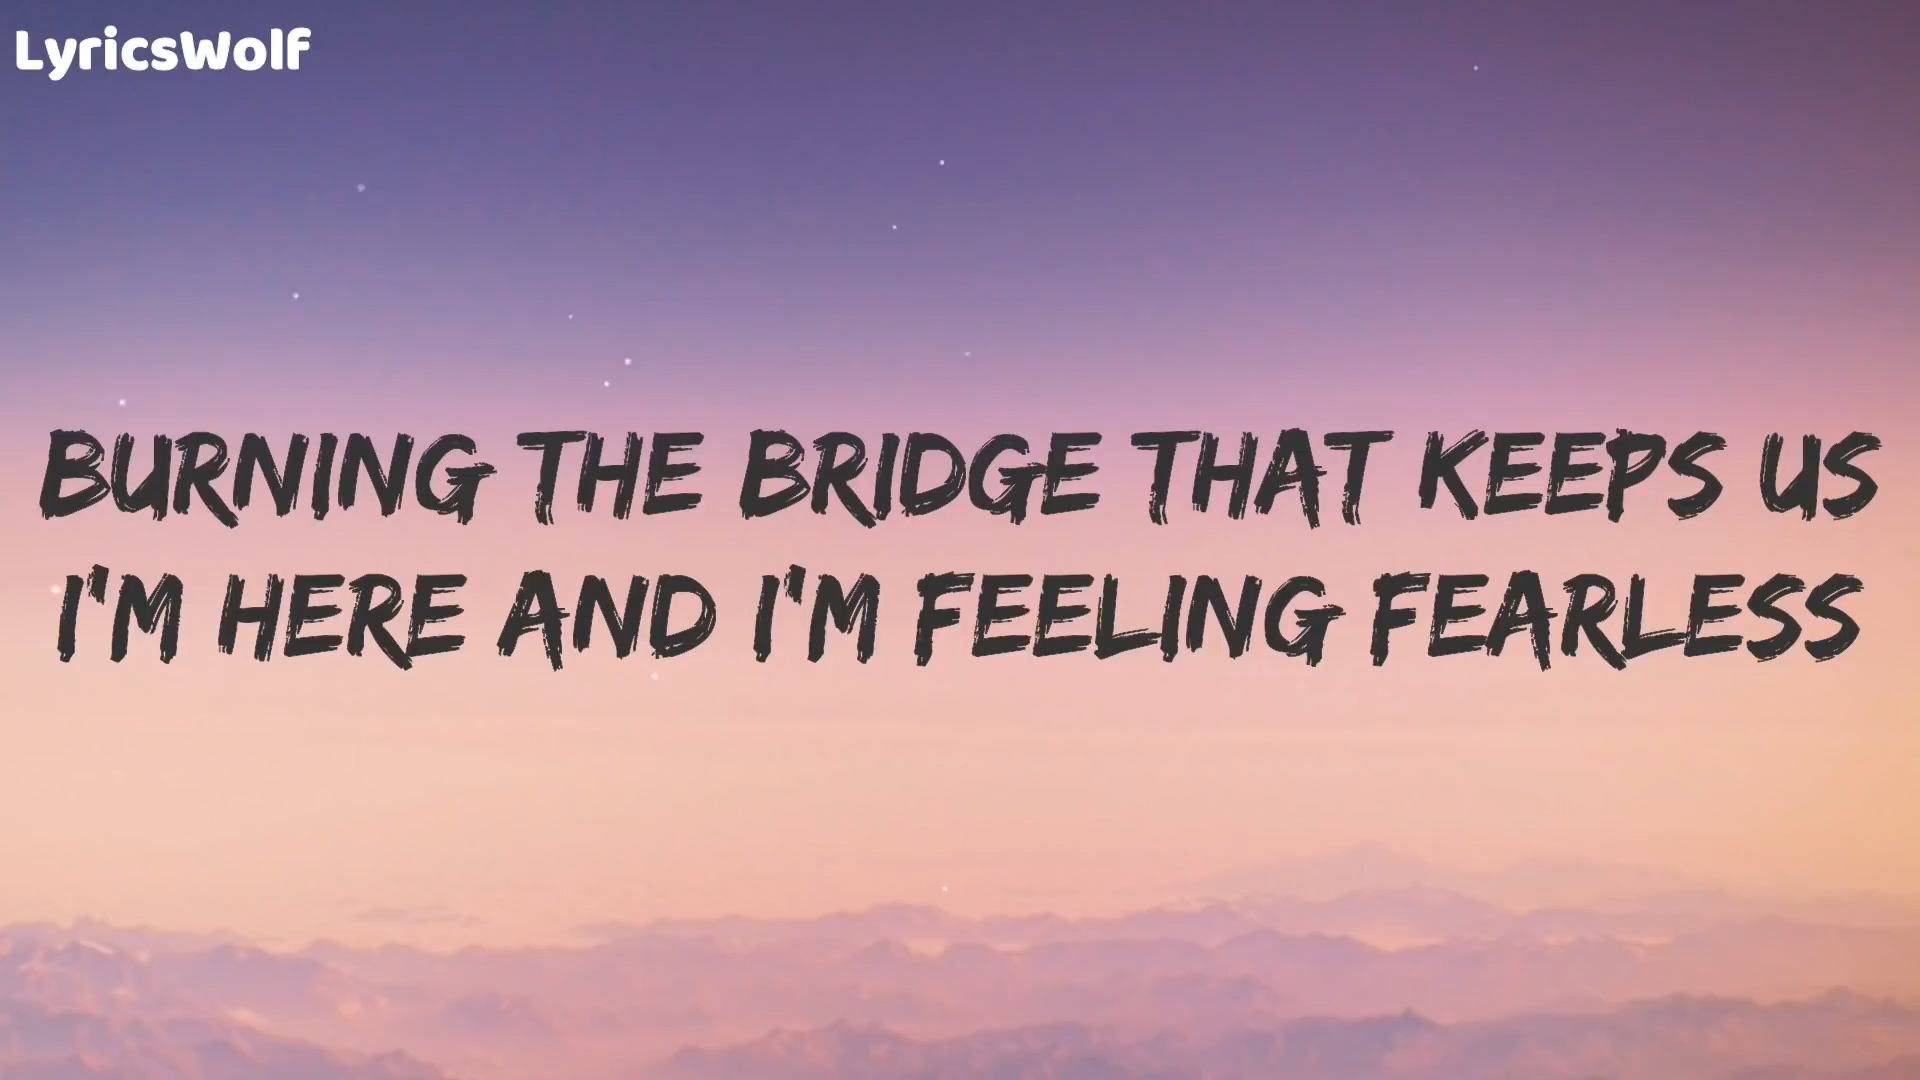 LyricsWolf
BURNING THE BRIDGE THAT KEEPS US
I'M HERE AND I'M FEELING FEARLESS